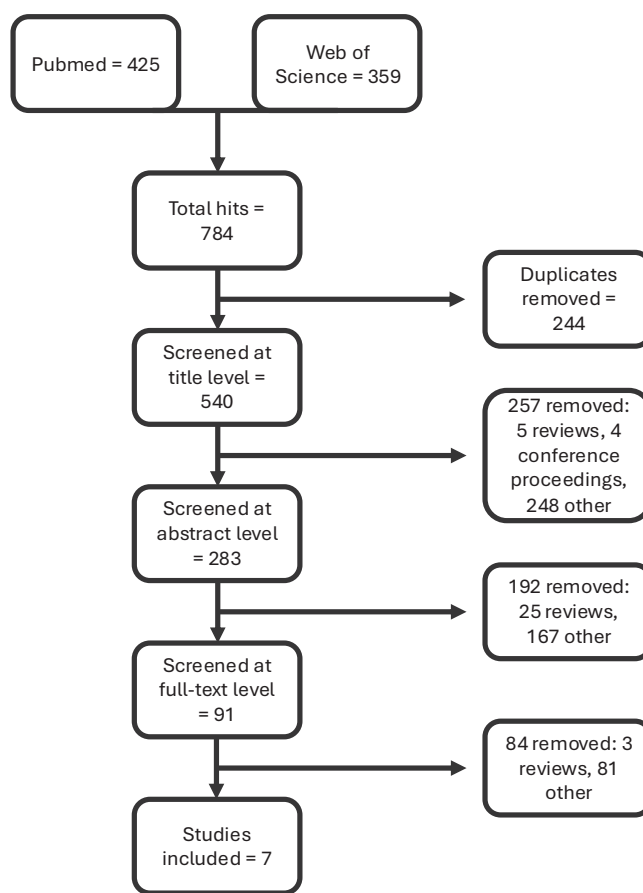 Pubmed = 425
Web of
Science = 359
Total hits =
784
Duplicates
removed =
244
Screened at
title level =
540
257 removed:
5 reviews, 4
conference
proceedings,
248 other
Screened at
abstract level
= 283
192 removed:
25 reviews,
167 other
Screened at
full-text level
= 91
84 removed: 3
reviews, 81
other
Studies
included = 7